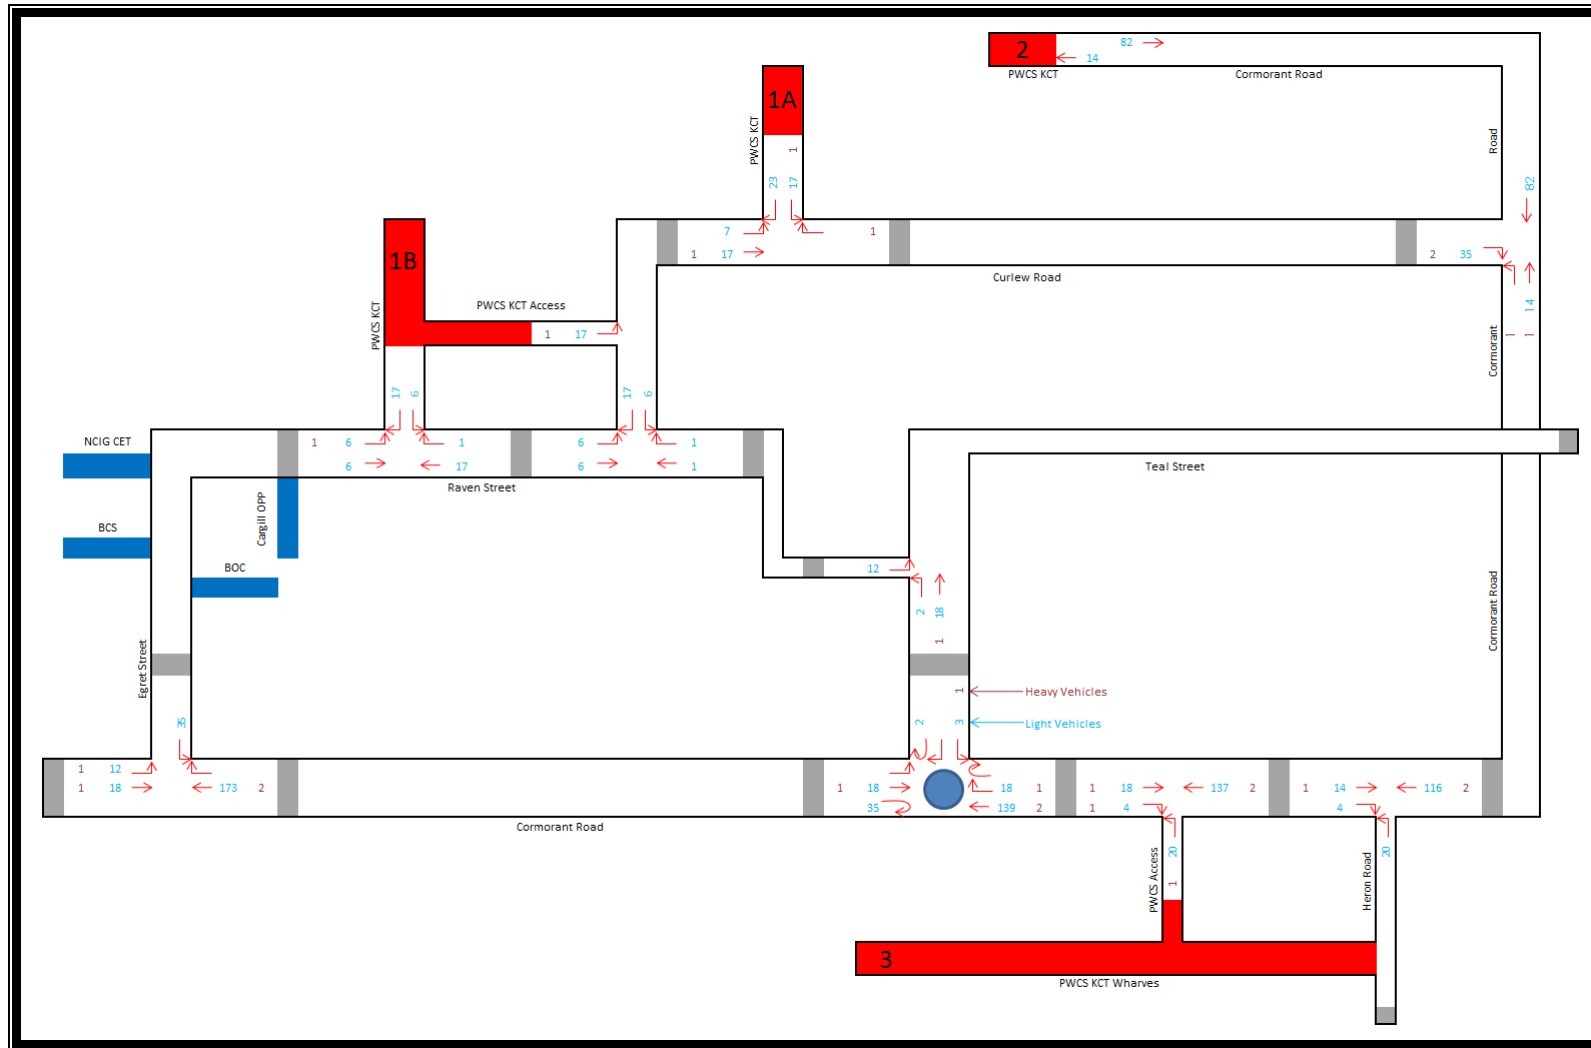 2
82
14
PWCS KCT
Cormorant Road
1A
PWCS KCT
1
Road
23
17
82
7
1
1
17
2
35
Curlew Road
1B
PWCS KCT
PWCS KCT Access
1
17
14
1
1
Cormorant
17
6
17
6
NCIG CET
1
6
1
6
1
6
17
6
1
Raven Street
Teal Street
Cargill OPP
BCS
BOC
12
2
18
1
Cormorant Road
Egret Street
1
Heavy Vehicles
35
2
3
Light Vehicles
1
12
1
18
173
2
1
18
18
1
1
18
137
2
1
14
116
2
35
139
2
1
4
4
Cormorant Road
PWCS Access
20
1
Heron Road
20
3
PWCS KCT Wharves